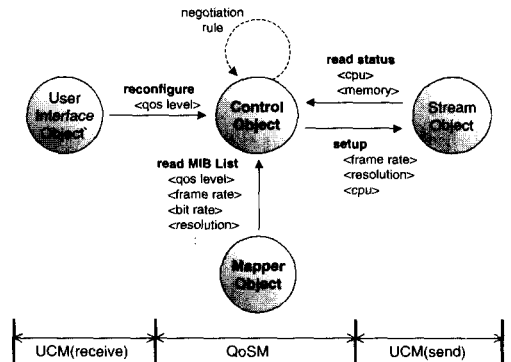 negotiation
rule
read status
<cpu>
<memory>
reconfigure
<qos level>
User
Interface
Object
Control
Object
Stream
Object
setup
<frame rate>
<resolution>
<cpu>
read MIB List
<qos level>
<frame rate>
<bit rate>
<resolution>
:
Mapper
Object
UCM(receive)
QoSM
UCM(send)